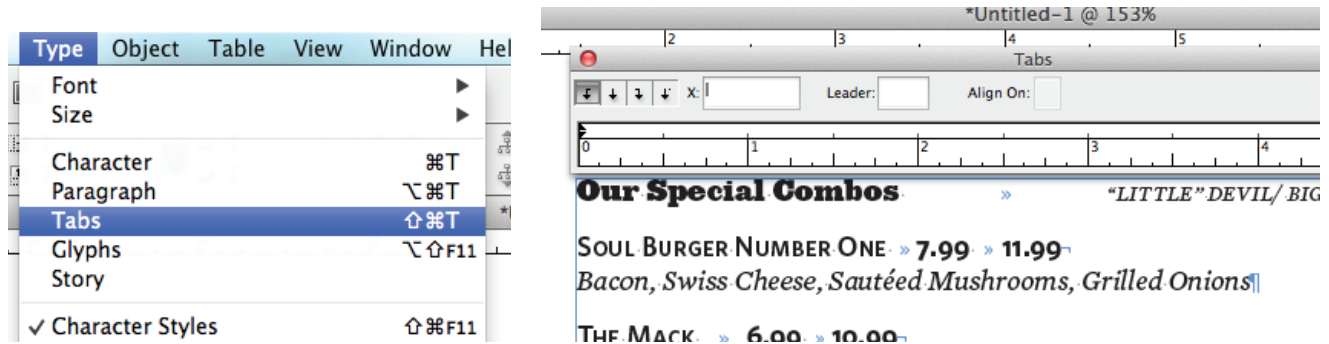 Type Object Table View Window Hel
Font
Size
Character ⌘T
Paragraph ⌥⌘T
Tabs ⇧⌘T
Glyphs ⌥⇧F11
Story
✓ Character Styles ⇧⌘F11
*Untitled-1 @ 153%
2 3 4 5
Tabs
X: Leader: Align On:
0 1 2 3 4
Our Special Combos » “LITTLE” DEVIL/ BIG
SOUL BURGER NUMBER ONE » 7.99 » 11.99¬
Bacon, Swiss Cheese, Sautéed Mushrooms, Grilled Onions¶
THE MACK » 6.99 » 10.99¬